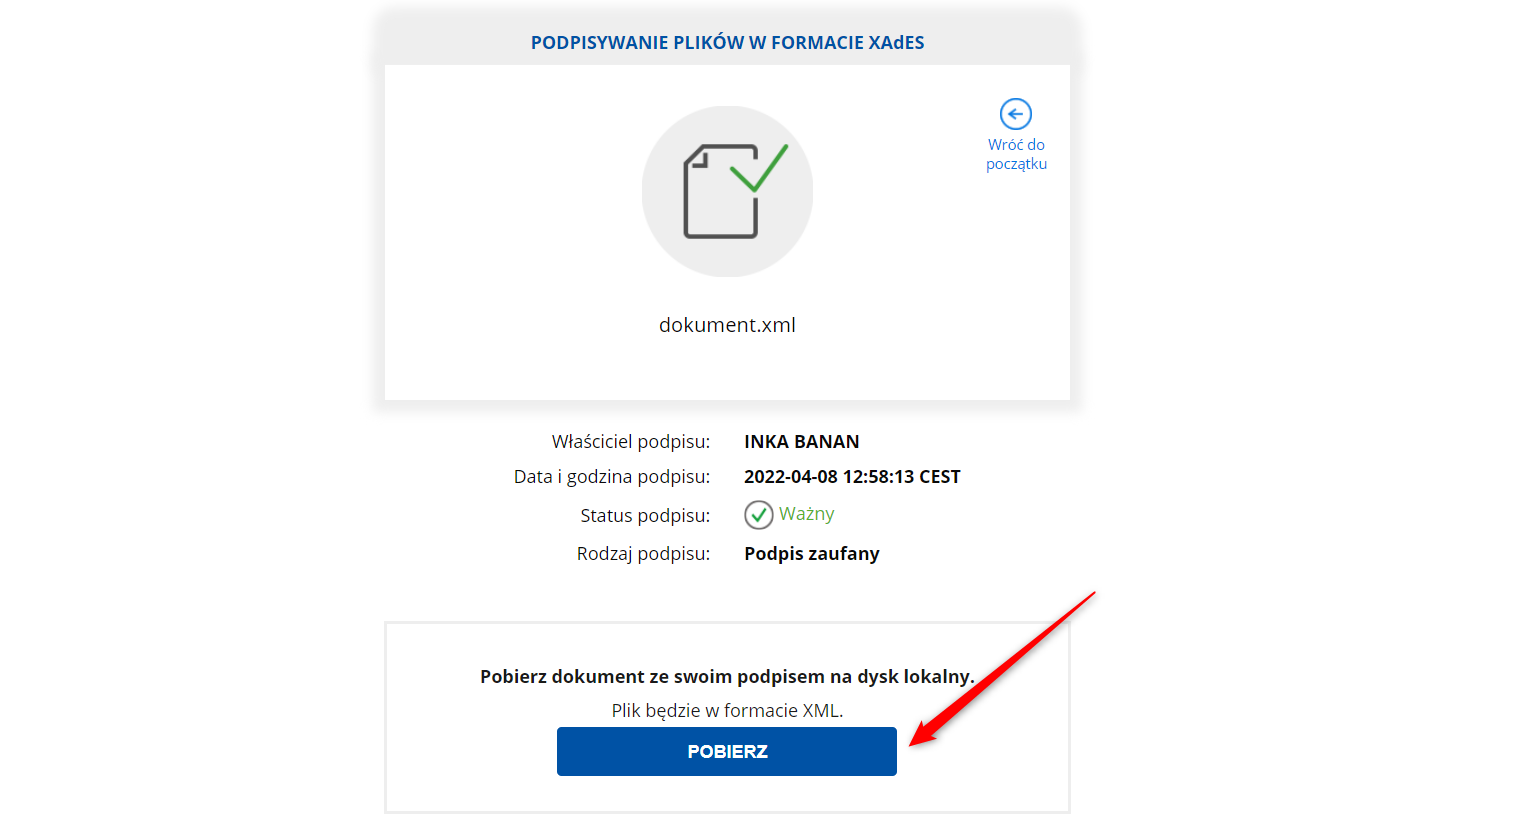 PODPISYWANIE PLIKÓW W FORMACIE XAdES
Wróć do
początku
dokument.xml
Właściciel podpisu: INKA BANAN
Data i godzina podpisu: 2022-04-08 12:58:13 CEST
Status podpisu: Ważny
Rodzaj podpisu: Podpis zaufany
Pobierz dokument ze swoim podpisem na dysk lokalny.
Plik będzie w formacie XML.
POBIERZ